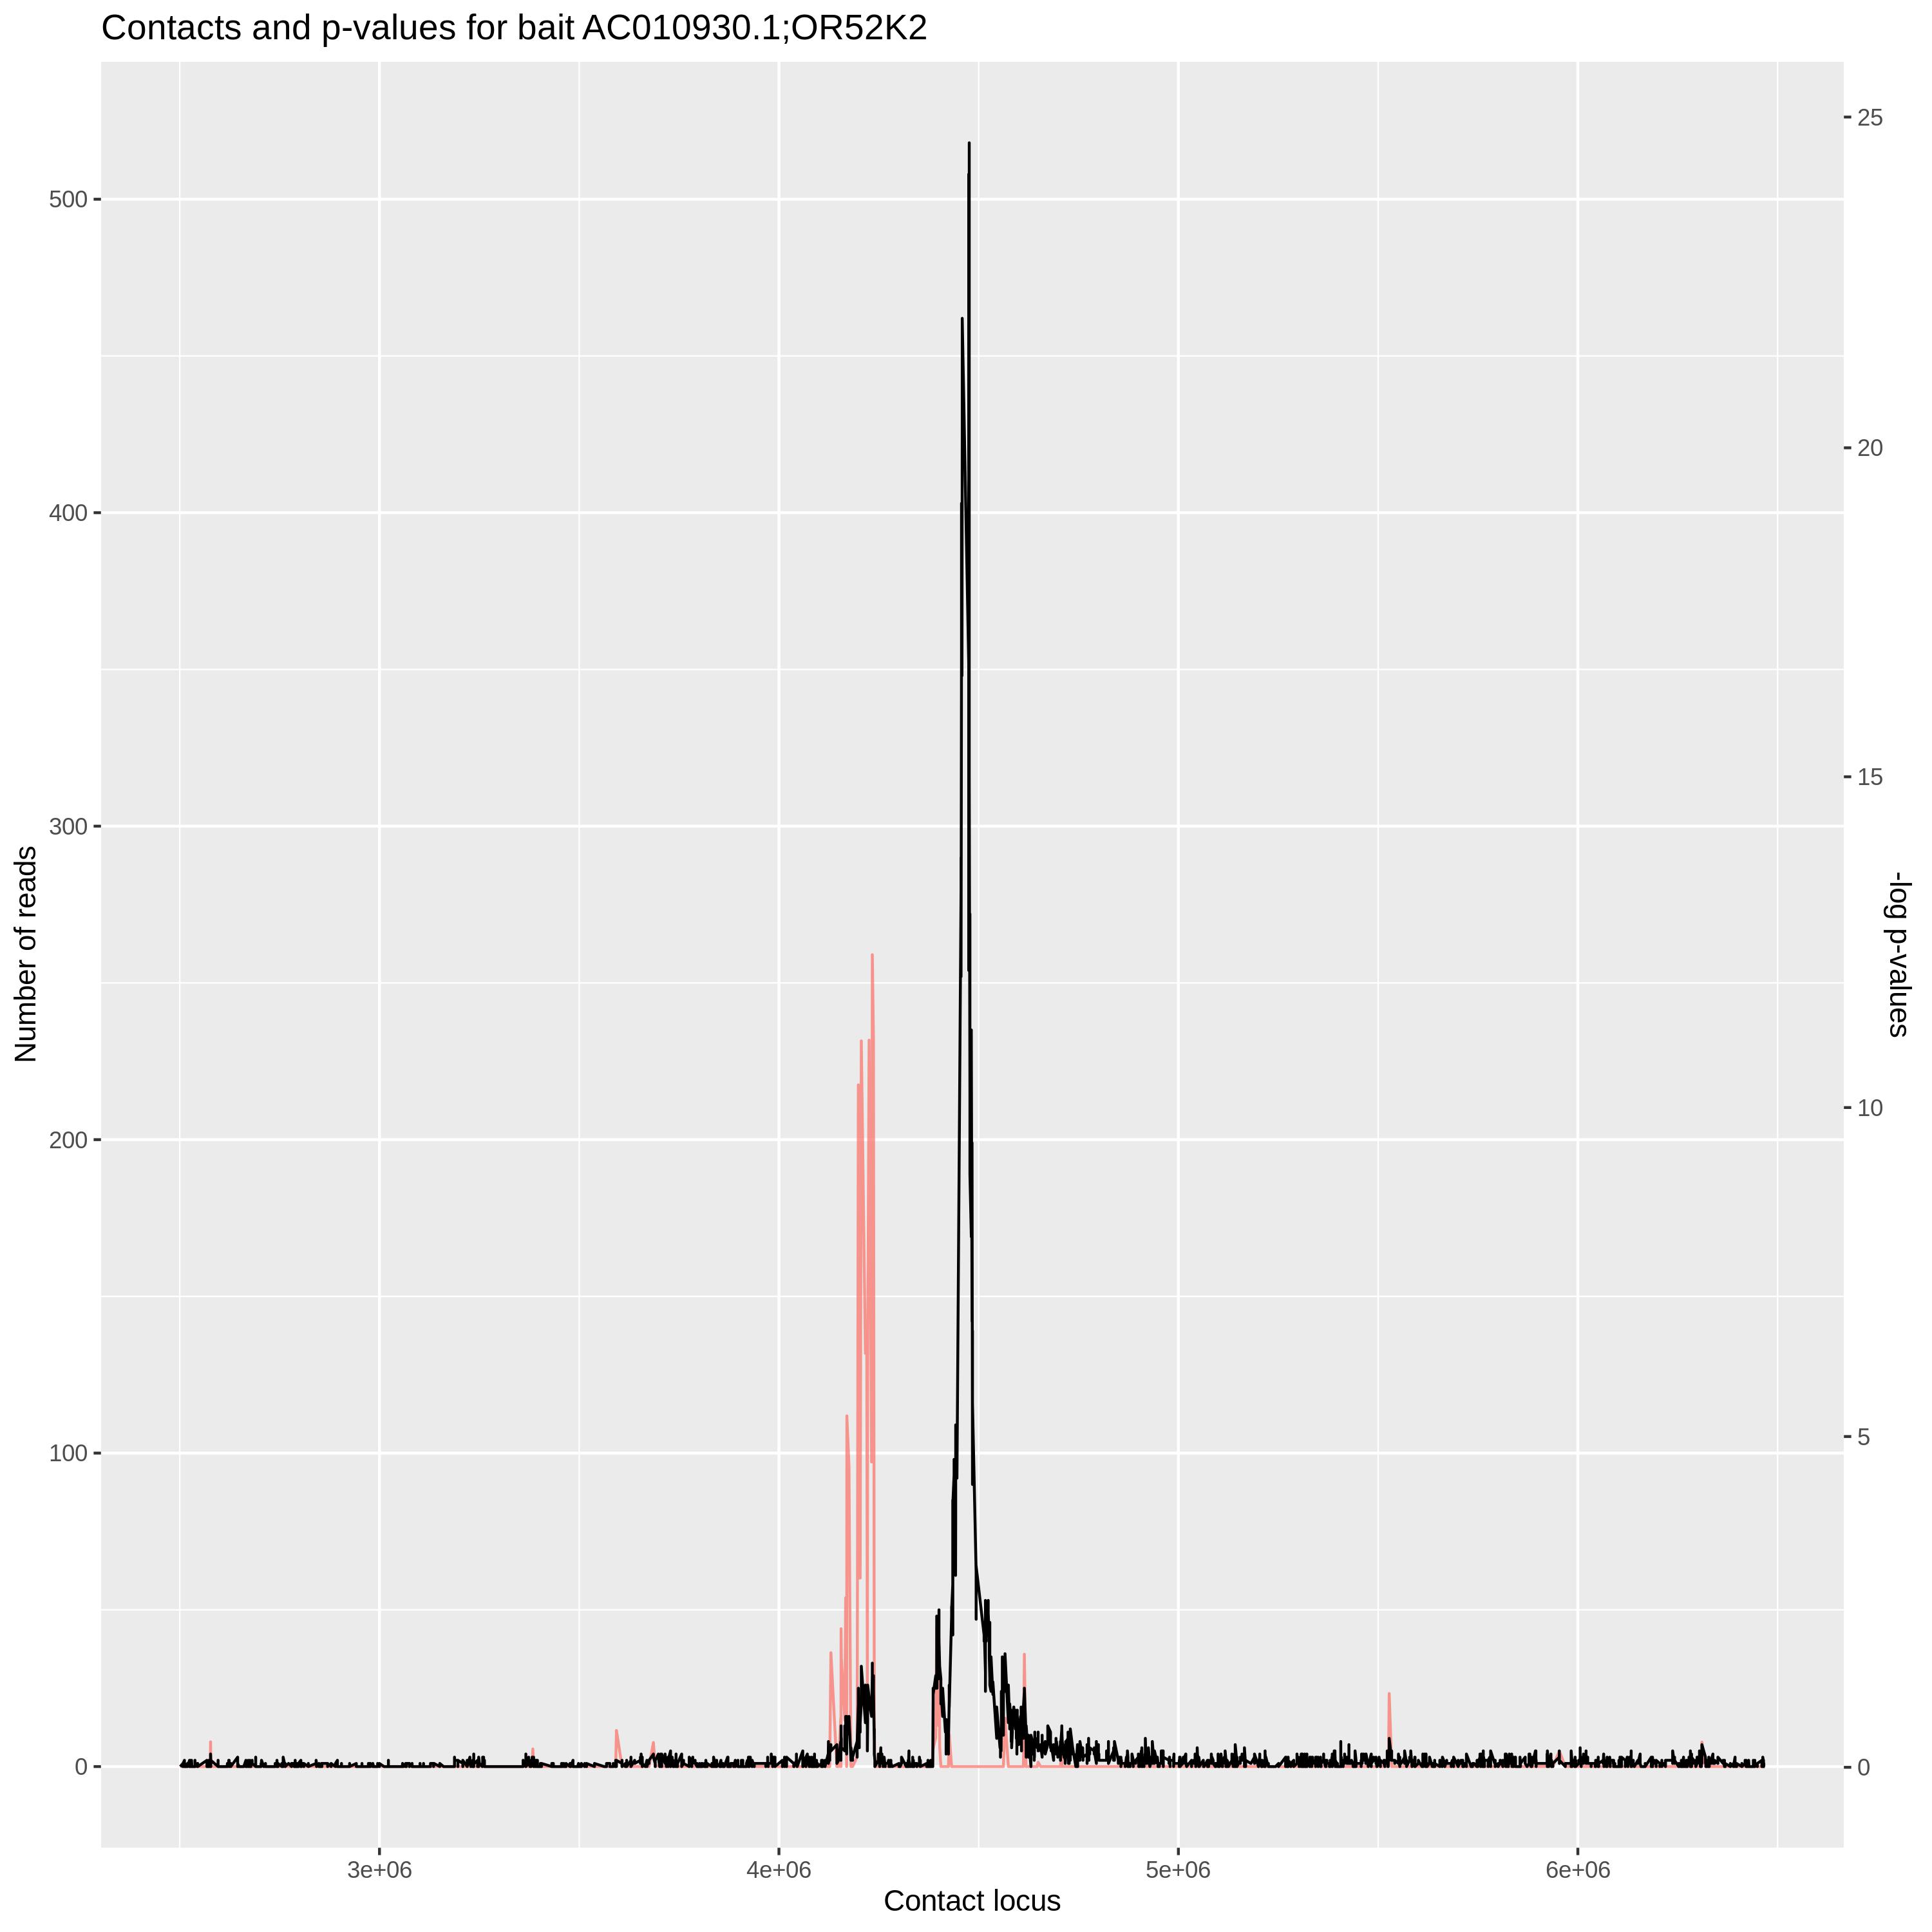 Contacts and p-values for bait AC010930.1;OR52K2
Number of reads
500
400
300
200
100
0
25
20
15
10
5
0
-log p-values
3e+06
4e+06
5e+06
6e+06
Contact locus